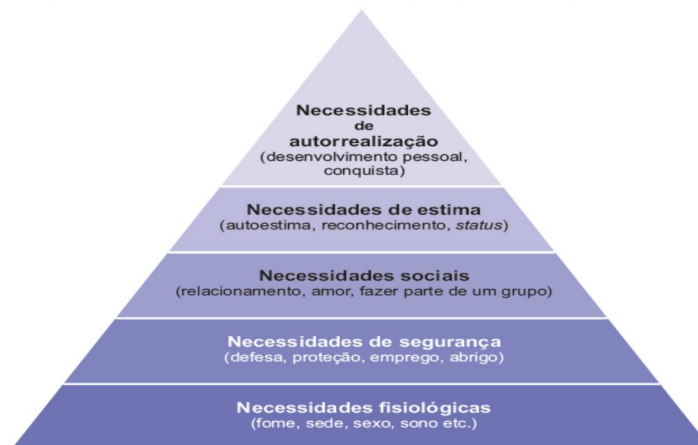 Necessidades
de
autorrealização
(desenvolvimento pessoal,
conquista)
Necessidades de estima
(autoestima, reconhecimento, status)
Necessidades sociais
(relacionamento, amor, fazer parte de um grupo)
Necessidades de segurança
(defesa, proteção, emprego, abrigo)
Necessidades fisiológicas
(fome, sede, sexo, sono etc.)